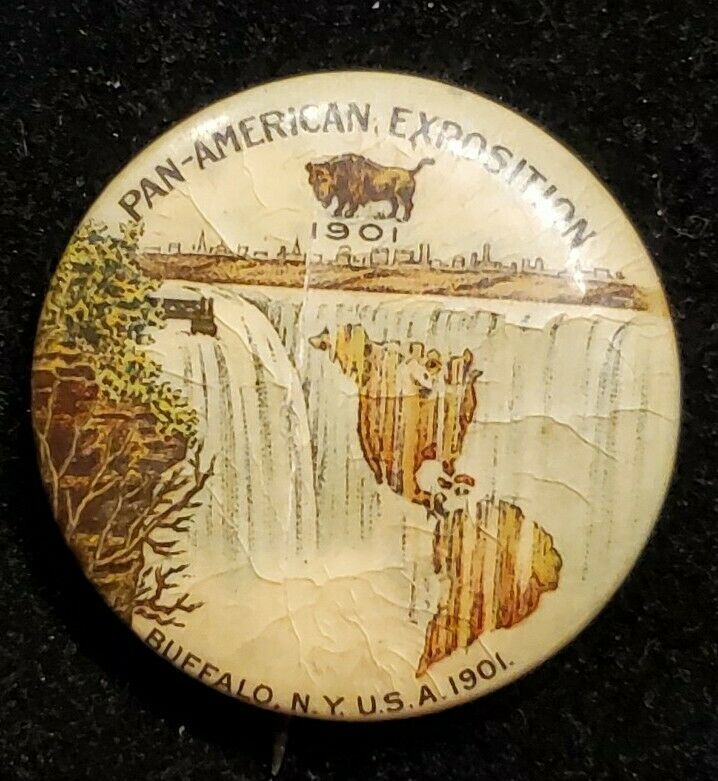 PAN-AMERICAN EXPOSITION
1901
BUFFALO, N.Y. U.S.A. 1901.